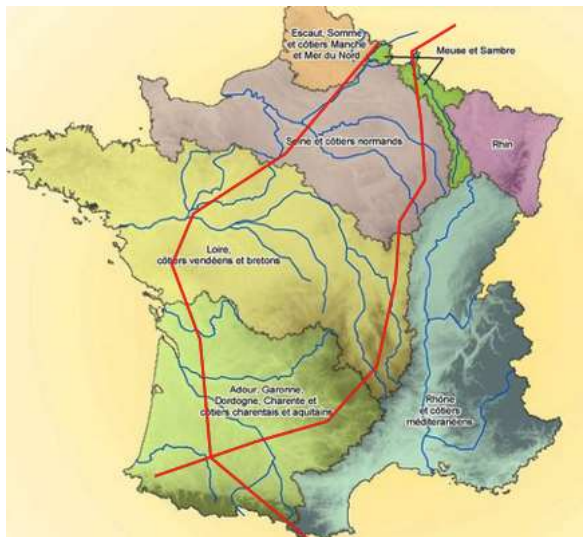 Escaut, Somme
et côtiers Manche
et Mer du Nord
Meuse et Sambre
Seine et côtiers normands
Rhin
Loire,
côtiers vendéens et bretons
Adour, Garonne,
Dordogne, Charente et
côtiers charentais et aquitains
Rhône
et côtiers
méditeranéens